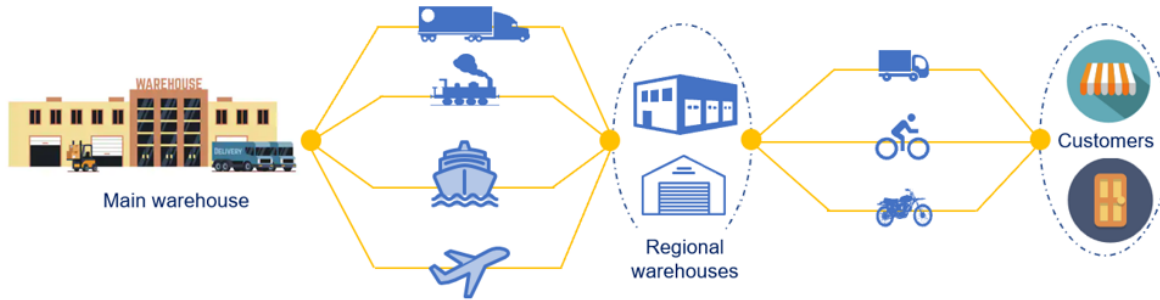 WAREHOUSE
DELIVERY
Main warehouse
Regional
warehouses
Customers